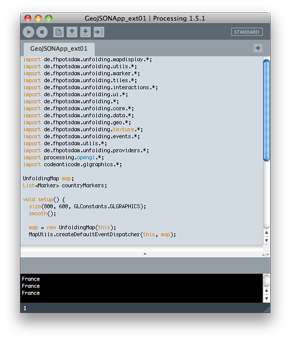 GeoJSONApp_ext01 | Processing 1.5.1
STANDARD
GeoJSONApp_ext01
import de.fhpotsdam.unfolding.mapdisplay.*;
import de.fhpotsdam.unfolding.utils.*;
import de.fhpotsdam.unfolding.marker.*;
import de.fhpotsdam.unfolding.tiles.*;
import de.fhpotsdam.unfolding.interactions.*;
import de.fhpotsdam.unfolding.ui.*;
import de.fhpotsdam.unfolding.*;
import de.fhpotsdam.unfolding.core.*;
import de.fhpotsdam.unfolding.data.*;
import de.fhpotsdam.unfolding.geo.*;
import de.fhpotsdam.unfolding.texture.*;
import de.fhpotsdam.unfolding.events.*;
import de.fhpotsdam.utils.*;
import de.fhpotsdam.unfolding.providers.*;
import processing.opengl.*;
import codeanticode.glgraphics.*;
UnfoldingMap map;
List<Marker> countryMarkers;
void setup() {
size(800, 600, GLConstants.GLGRAPHICS);
smooth();
map = new UnfoldingMap(this);
MapUtils.createDefaultEventDispatcher(this, map);
France
France
France
1